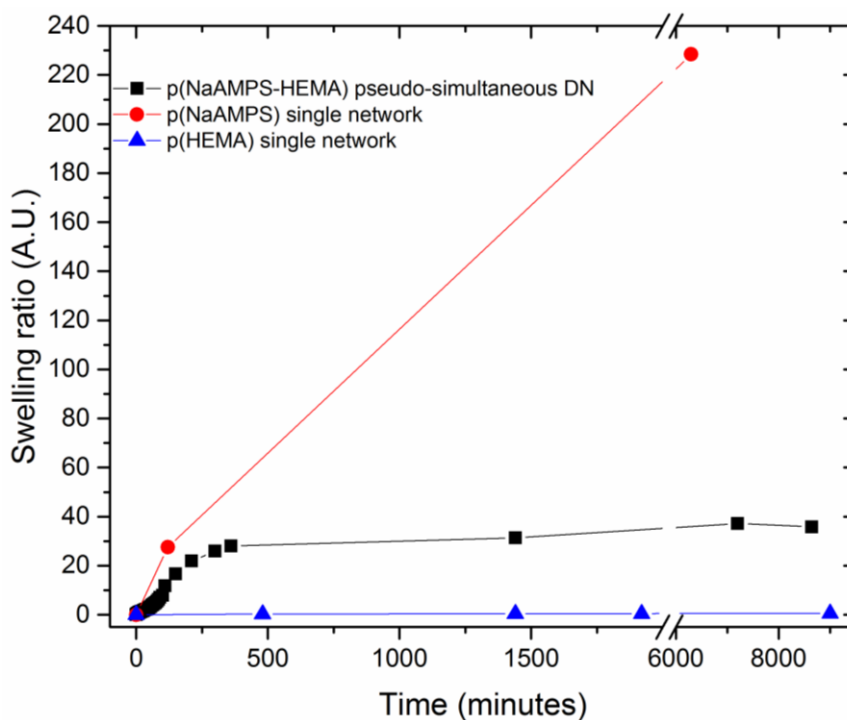 240
220
200
180
160
140
120
100
80
60
40
20
0
Swelling ratio (A.U.)
p(NaAMPS-HEMA) pseudo-simultaneous DN
p(NaAMPS) single network
p(HEMA) single network
0 500 1000 1500 6000 8000
Time (minutes)